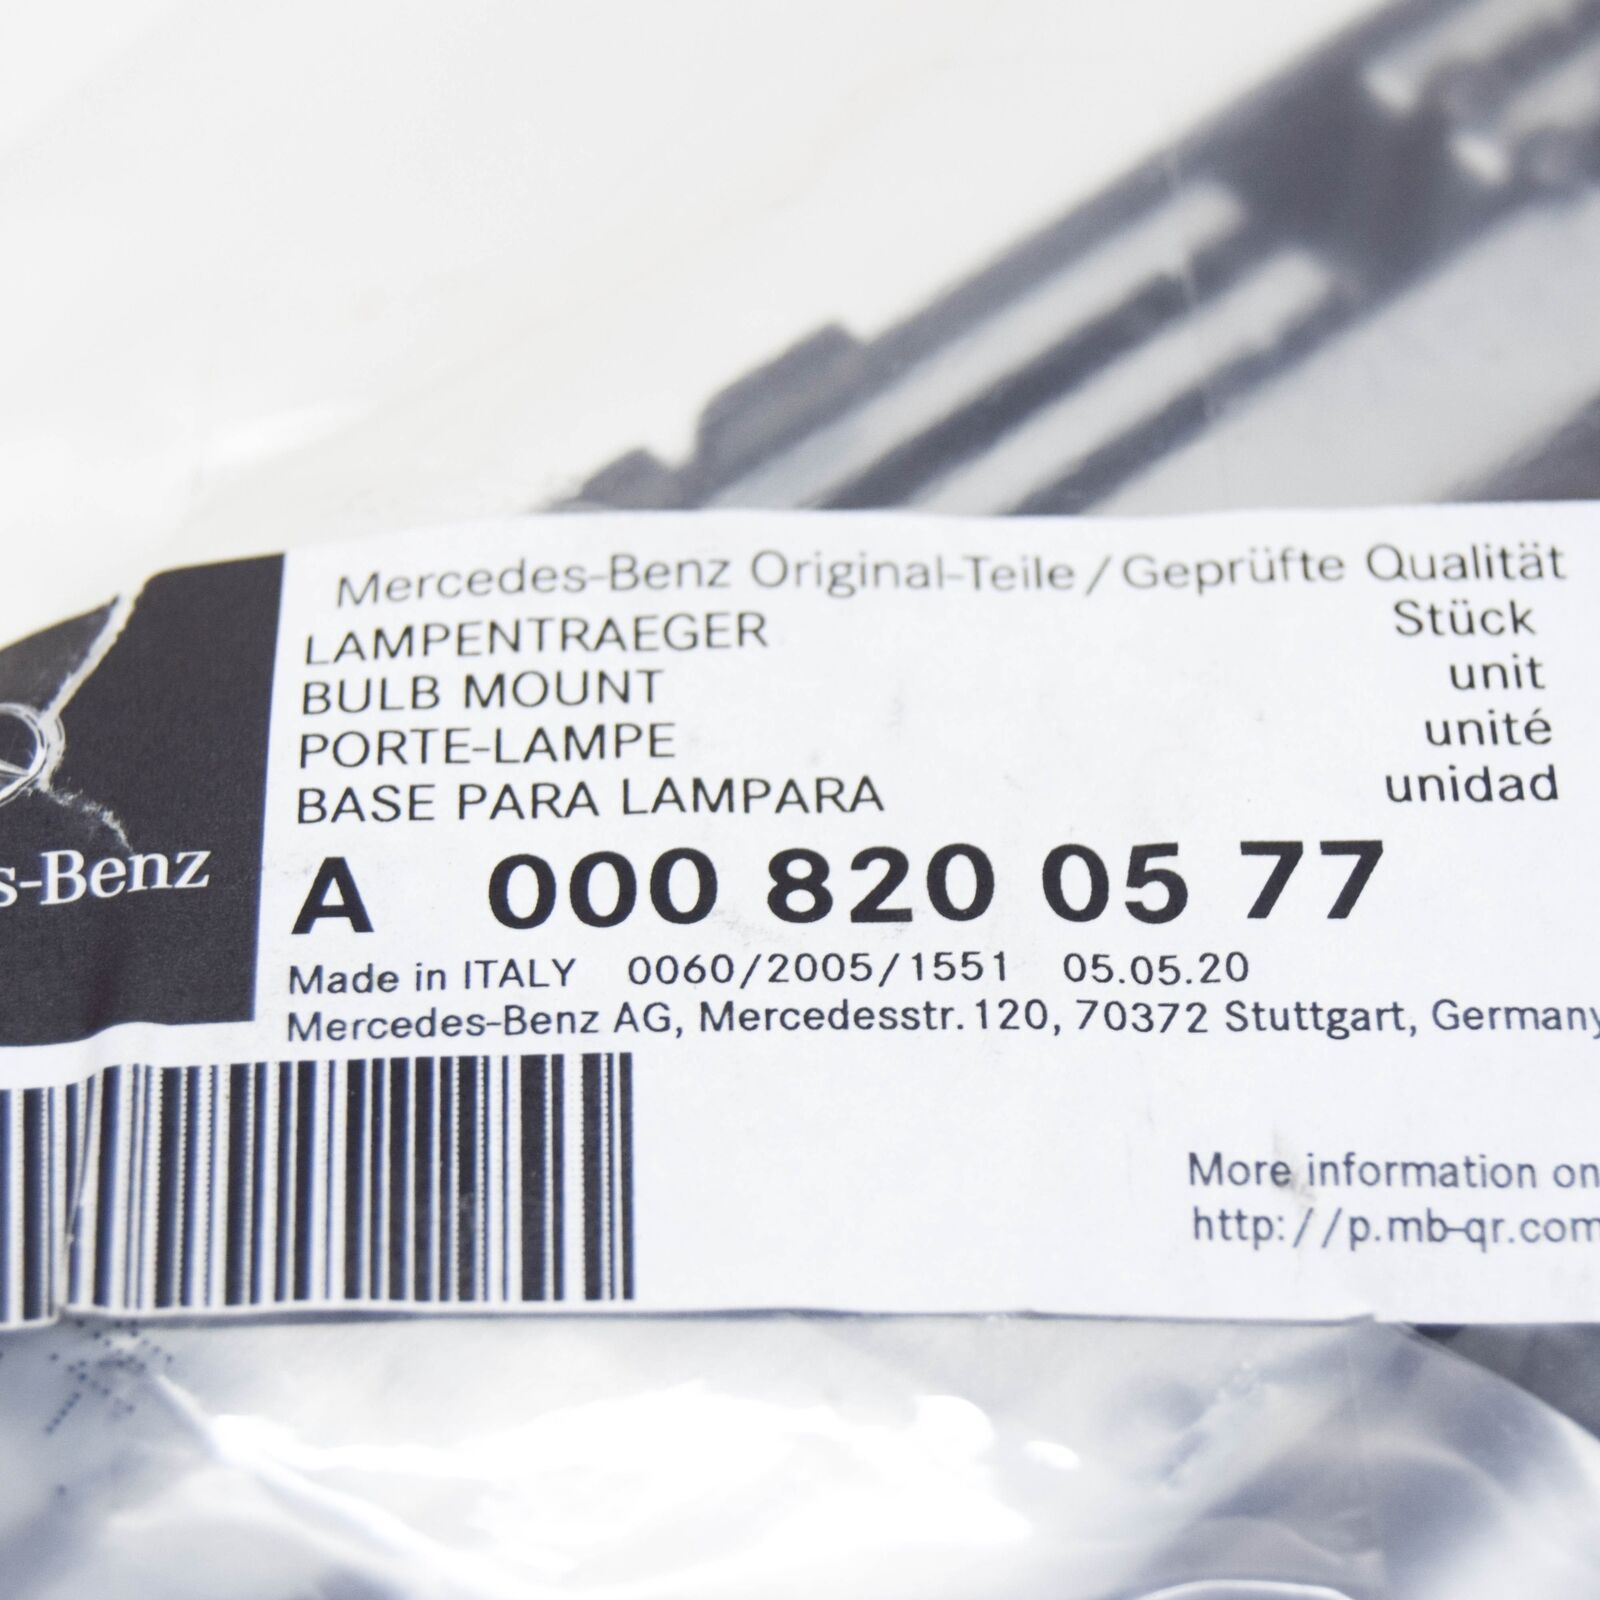 Mercedes-Benz Original-Teile / Geprüfte Qualität
LAMPENTRAEGER Stück
BULB MOUNT unit
PORTE-LAMPE unité
BASE PARA LAMPARA unidad
s-Benz
A 000 820 05 77
Made in ITALY 0060/2005/1551 05.05.20
Mercedes-Benz AG, Mercedesstr. 120, 70372 Stuttgart, Germany
More information on
http://p.mb-qr.com